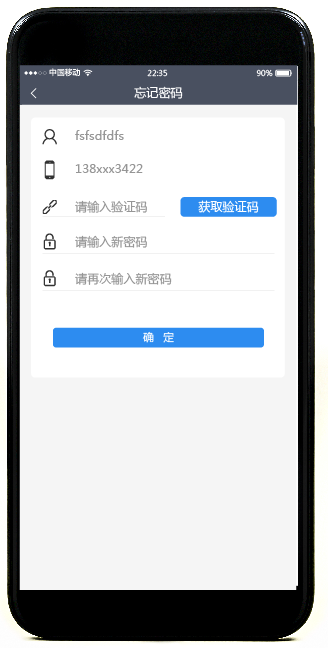 中国移动 22:35 90%
忘记密码
fsfsdfdfs
138xxx3422
请输入验证码 获取验证码
请输入新密码
请再次输入新密码
确 定